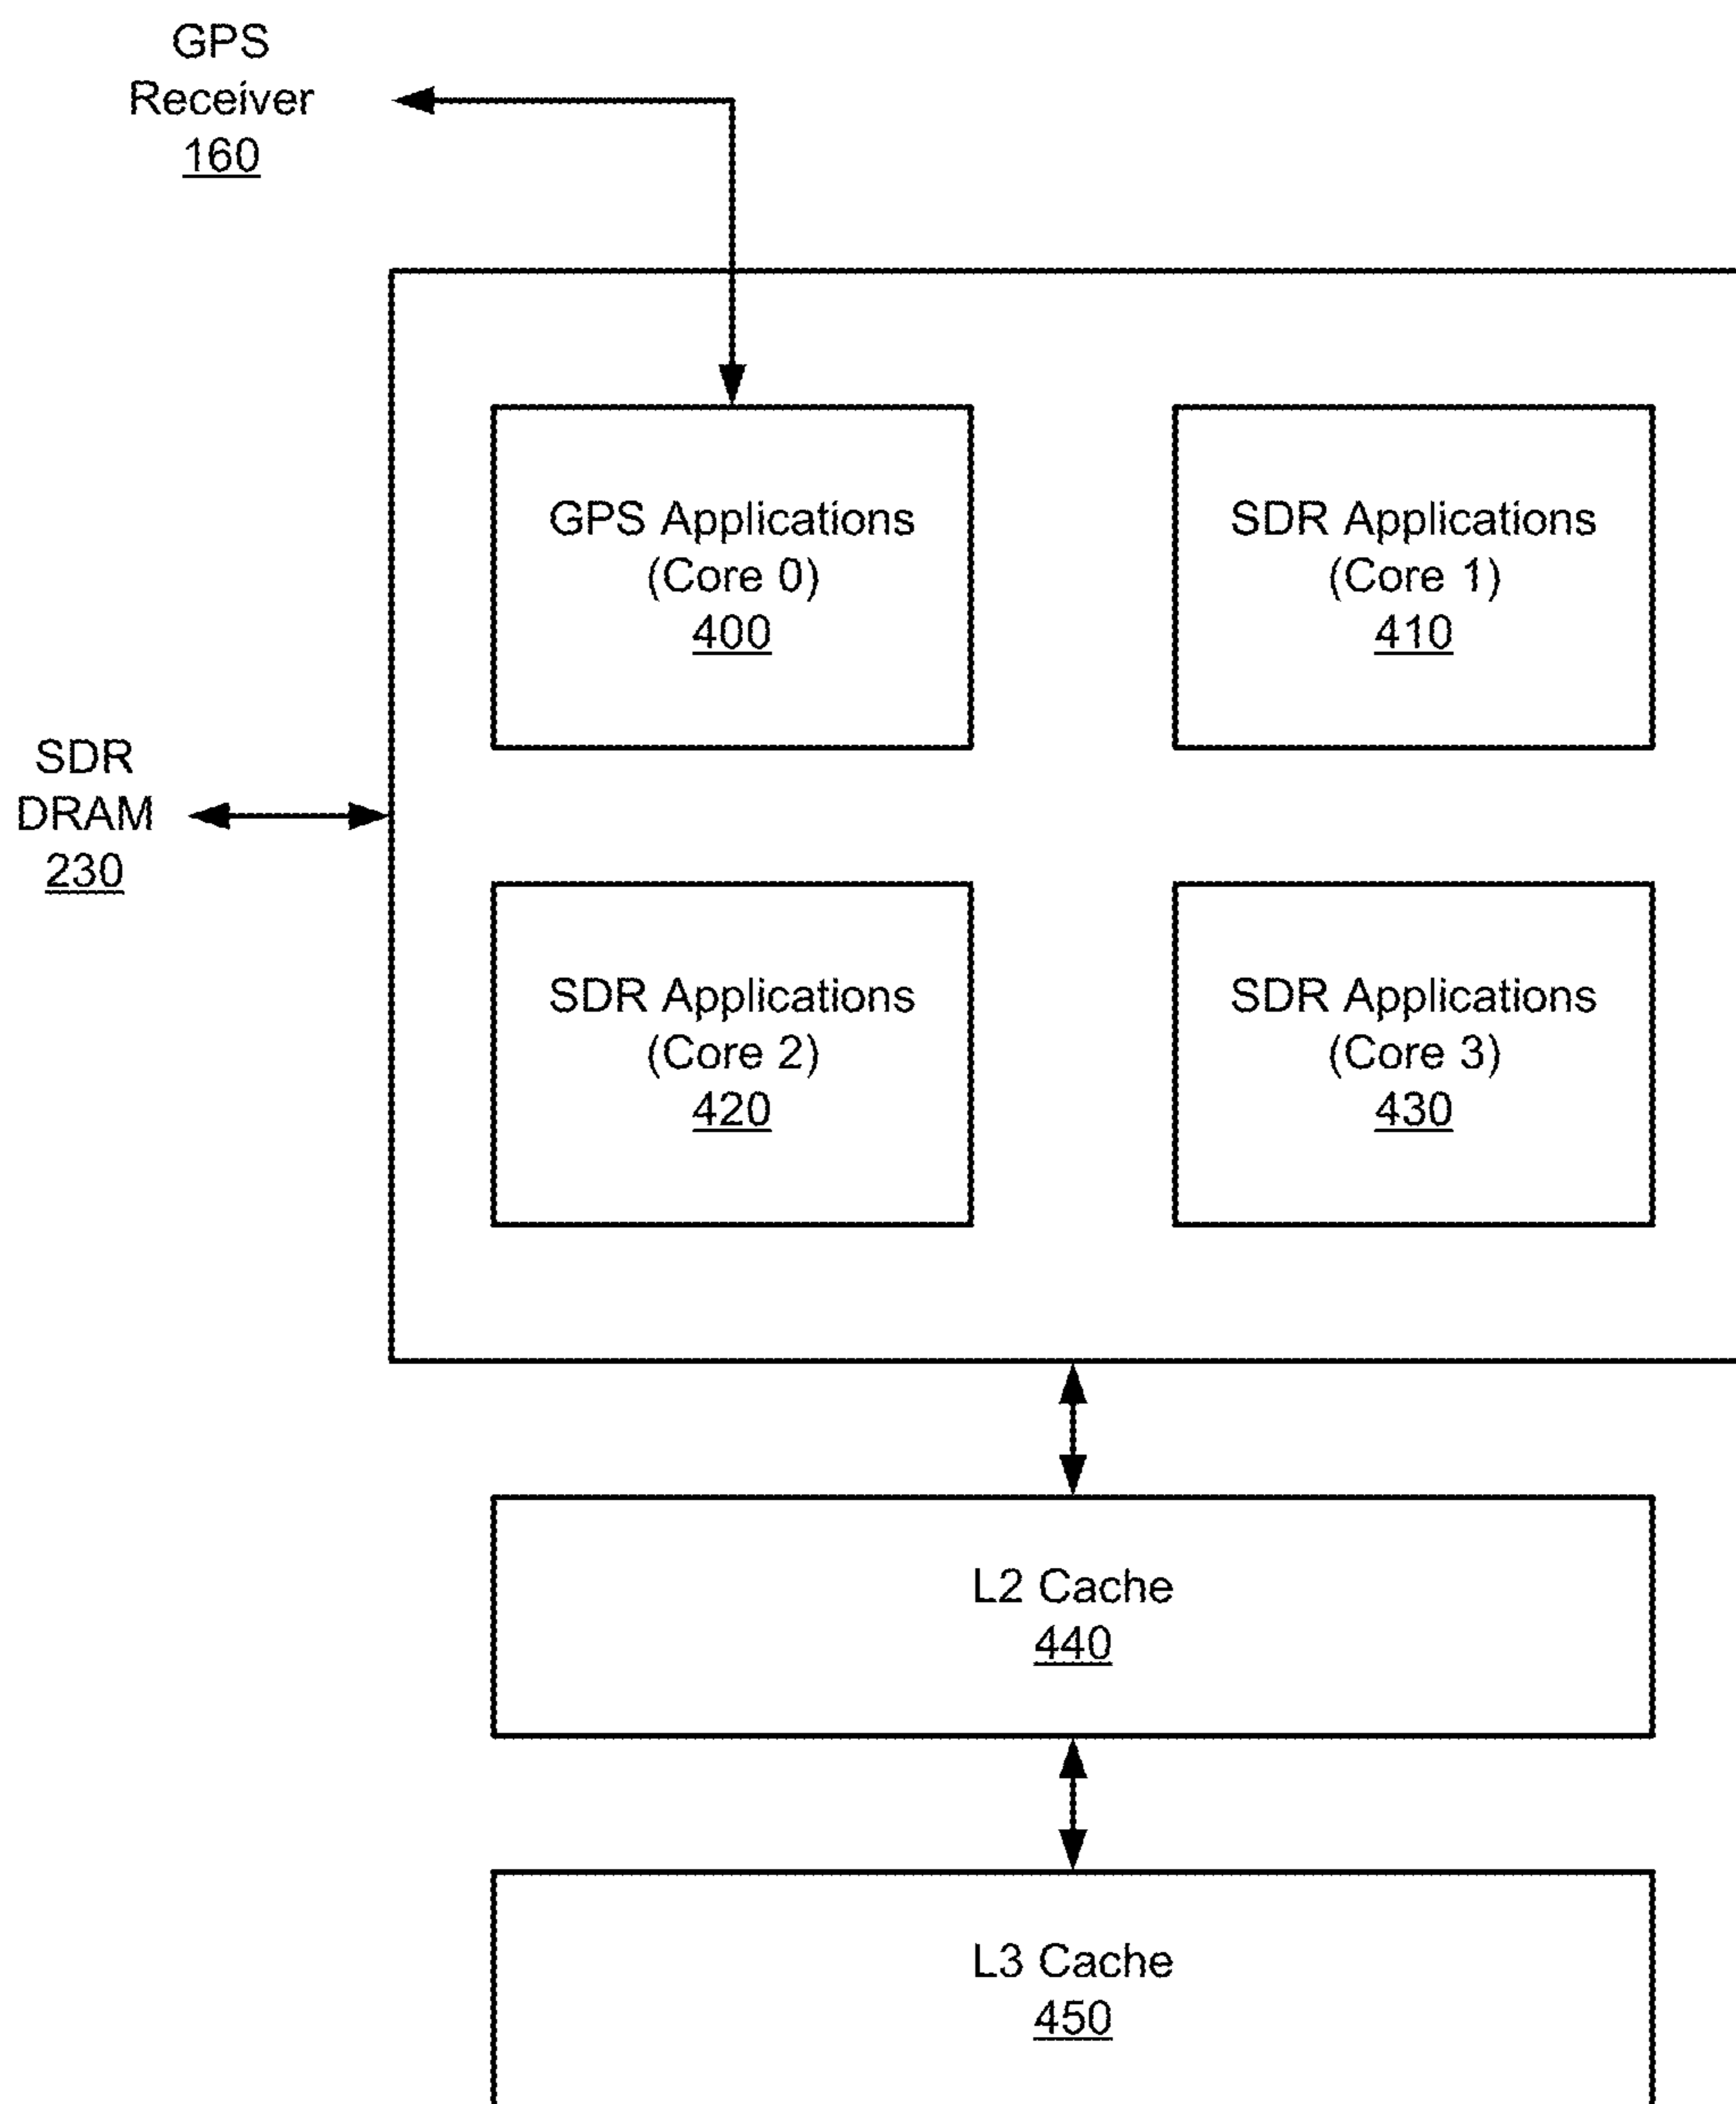 GPS
Receiver
160
GPS Applications
(Core 0)
400
SDR Applications
(Core 1)
410
SDR
DRAM
230
SDR Applications
(Core 2)
420
SDR Applications
(Core 3)
430
L2 Cache
440
L3 Cache
450